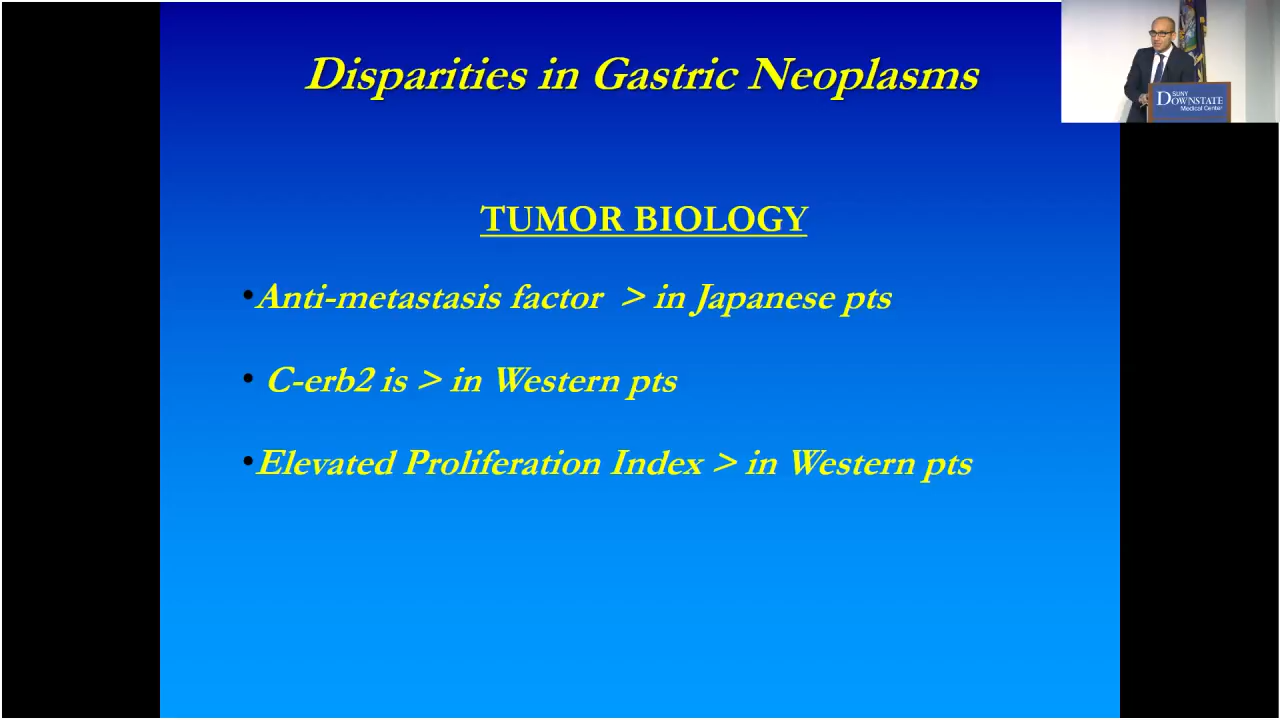 Disparities in Gastric Neoplasms
SUNY
DOWNSTATE
Medical Center
TUMOR BIOLOGY
•Anti-metastasis factor > in Japanese pts
• C-erb2 is > in Western pts
•Elevated Proliferation Index > in Western pts